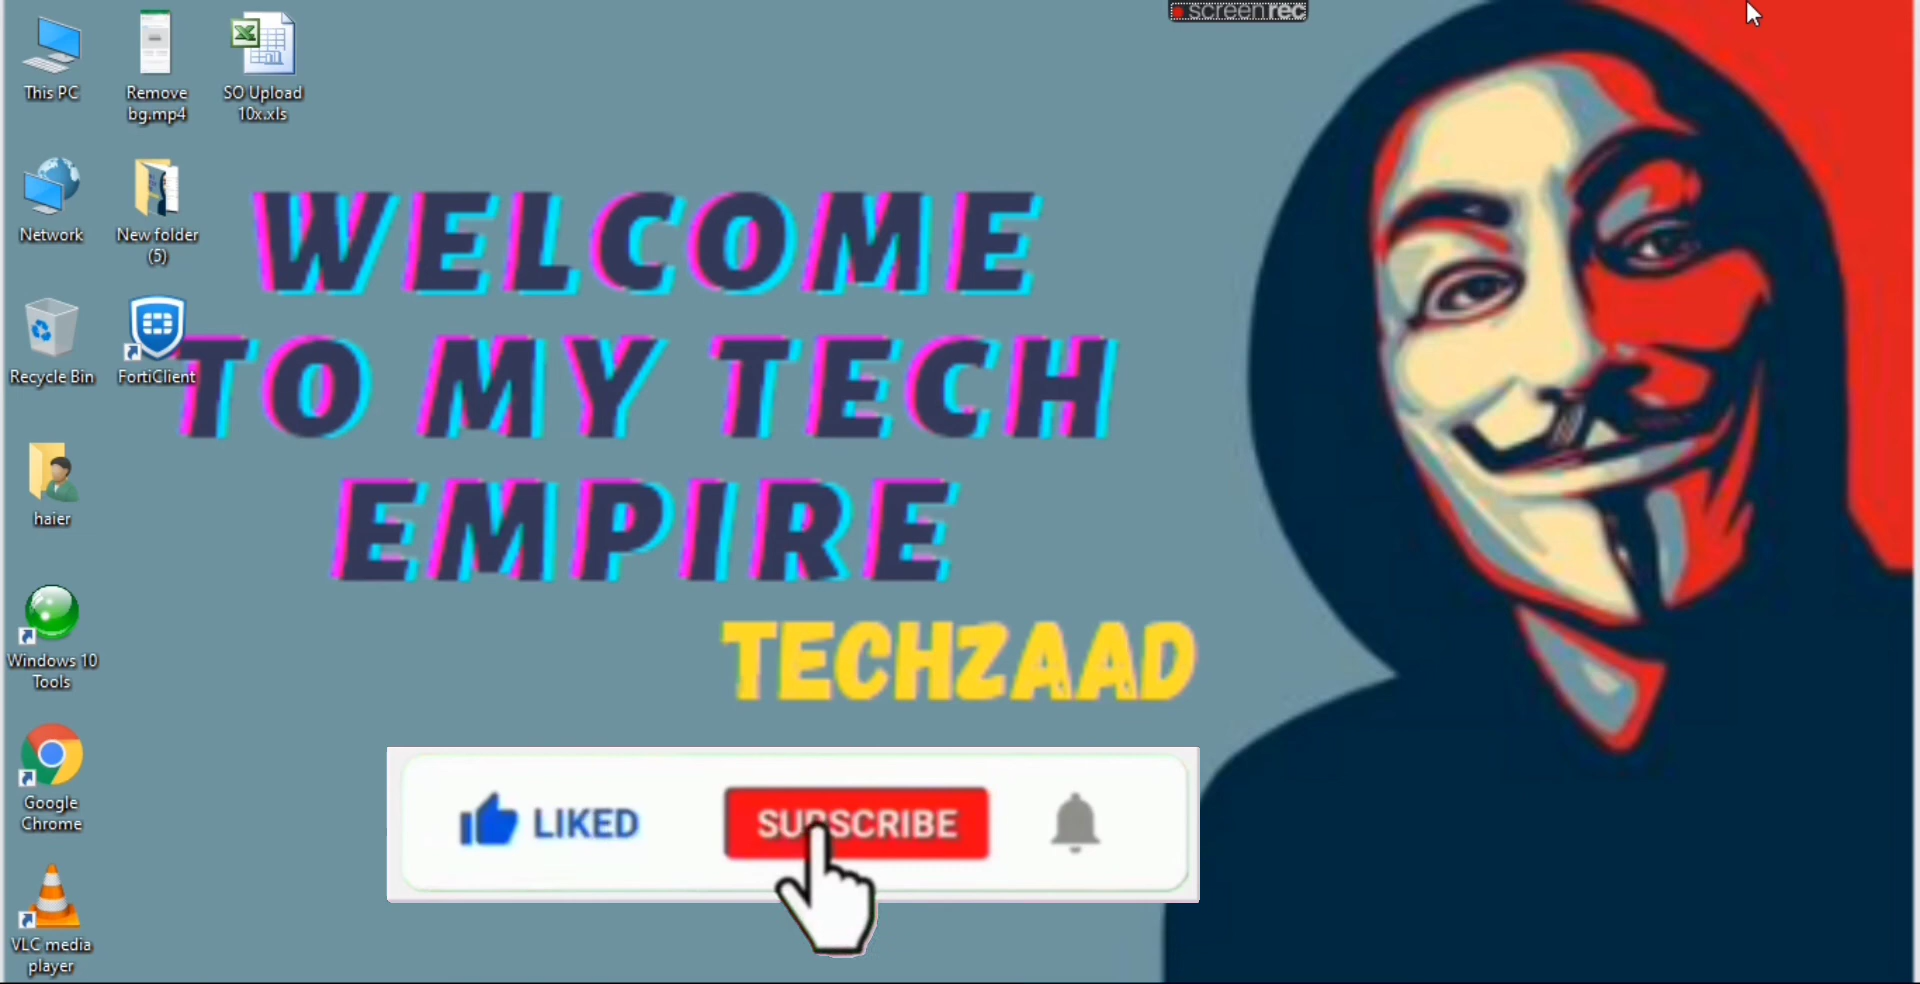 screenrec
This PC
Remove
bg.mp4
SO Upload
10x.xls
Network
New folder
(5)
Recycle Bin
FortiClient
haier
Windows 10
Tools
Google
Chrome
VLC media
player
WELCOME
TO MY TECH
EMPIRE
TECHZAAD
LIKED
SUBSCRIBE